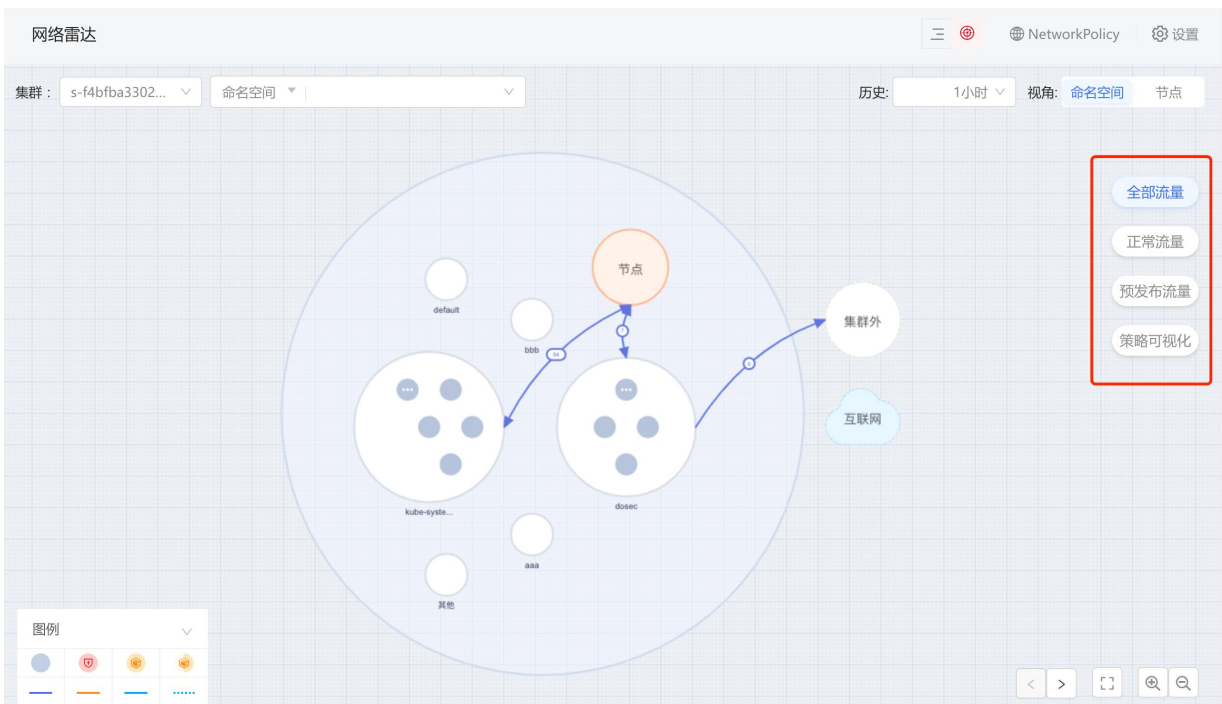 网络雷达
NetworkPolicy
设置
集群：
s-f4bfba3302...
命名空间
历史:
1小时
视角:
命名空间
节点
全部流量
正常流量
预发布流量
策略可视化
节点
default
bbb
集群外
互联网
kube-syste...
dosec
aaa
其他
图例